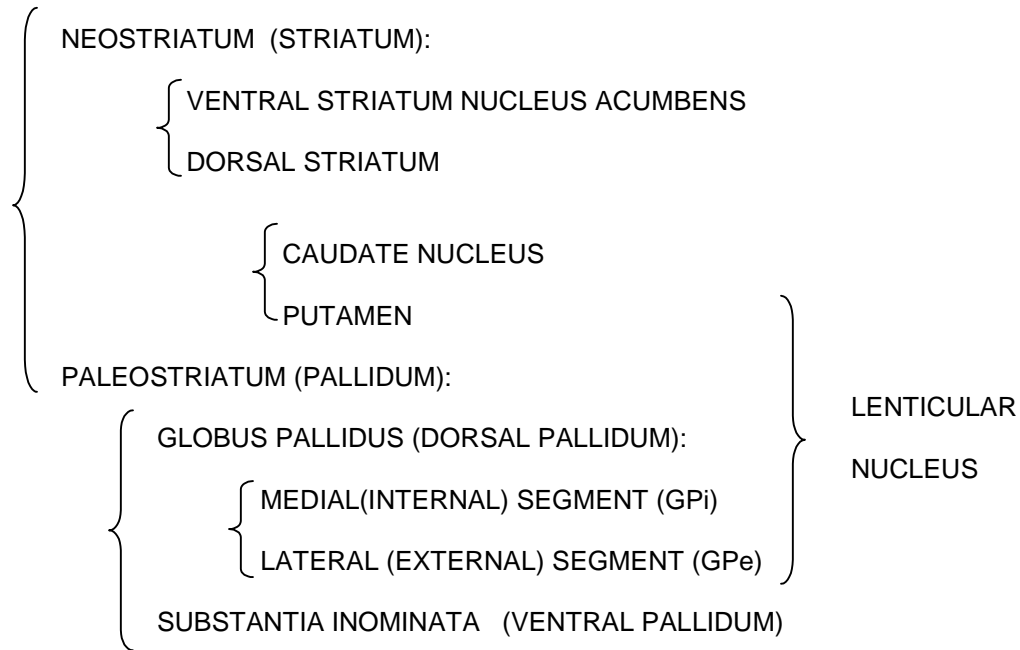 NEOSTRIATUM (STRIATUM):
VENTRAL STRIATUM NUCLEUS ACUMBENS
DORSAL STRIATUM
CAUDATE NUCLEUS
PUTAMEN
PALEOSTRIATUM (PALLIDUM):
GLOBUS PALLIDUS (DORSAL PALLIDUM):
MEDIAL(INTERNAL) SEGMENT (GPi)
LATERAL (EXTERNAL) SEGMENT (GPe)
SUBSTANTIA INOMINATA (VENTRAL PALLIDUM)
LENTICULAR
NUCLEUS